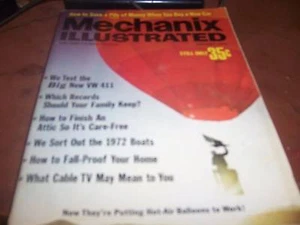 How to Save a Pile of Money When You Buy a New Car
Mechanix
ILLUSTRATED
STILL ONLY 35¢
• We Test the
Big New VW 411
• Which Records
Should Your Family Keep?
• How to Finish An
Attic So It's Care-Free
• We Sort Out the 1972 Boats
• How to Fall-Proof Your Home
• What Cable TV May Mean to You
Now They're Putting Hot-Air Balloons to Work!